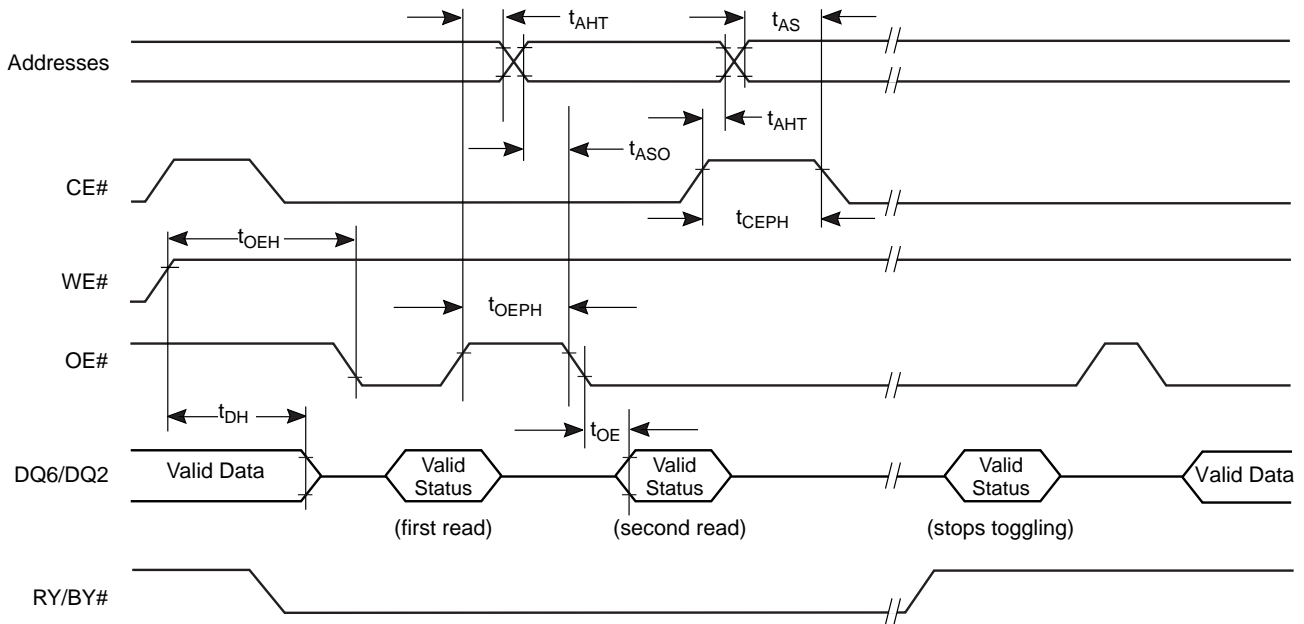 tAHT
tAS
Addresses
tAHT
tASO
CE#
tCEPH
tOEH
WE#
tOEPH
OE#
tDH
tOE
DQ6/DQ2
Valid Data
Valid
Status
Valid
Status
Valid
Status
Valid Data
(first read)
(second read)
(stops toggling)
RY/BY#